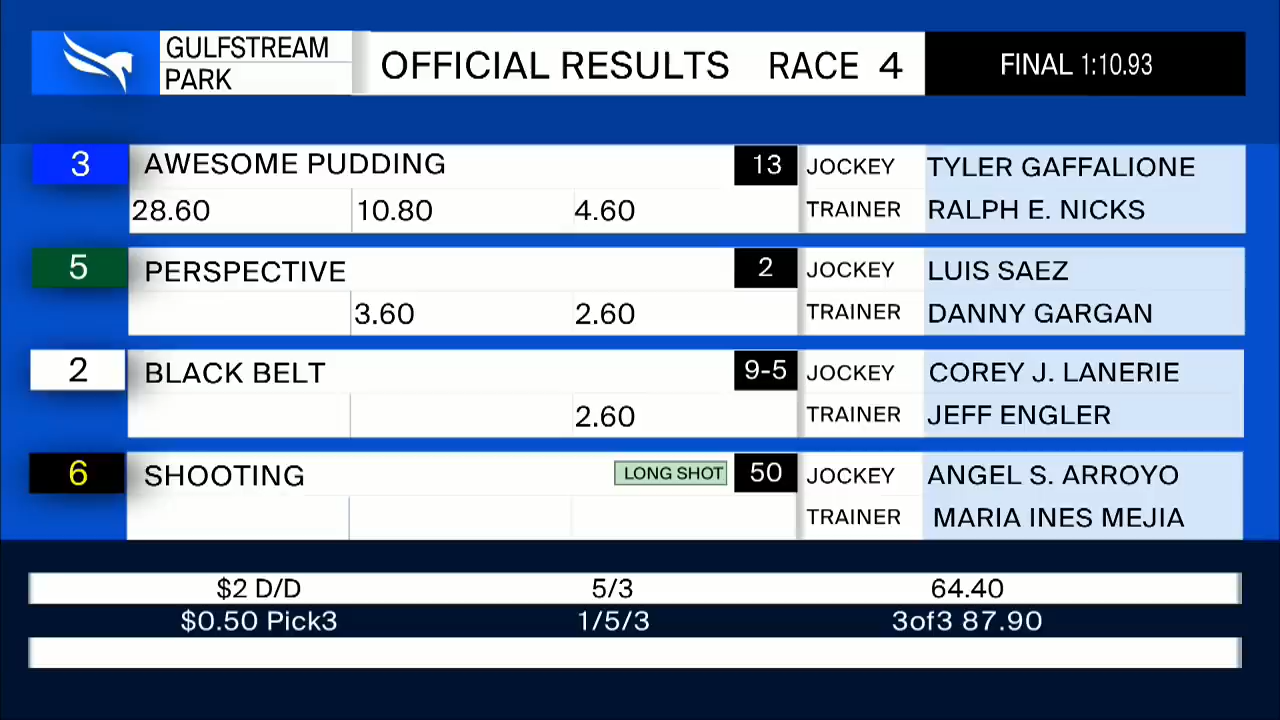 GULFSTREAM PARK OFFICIAL RESULTS RACE 4 FINAL 1:10.93
3 AWESOME PUDDING 13 JOCKEY TYLER GAFFALIONE
28.60 10.80 4.60 TRAINER RALPH E. NICKS
5 PERSPECTIVE 2 JOCKEY LUIS SAEZ
3.60 2.60 TRAINER DANNY GARGAN
2 BLACK BELT 9-5 JOCKEY COREY J. LANERIE
2.60 TRAINER JEFF ENGLER
6 SHOOTING LONG SHOT 50 JOCKEY ANGEL S. ARROYO
TRAINER MARIA INES MEJIA
$2 D/D 5/3 64.40
$0.50 Pick3 1/5/3 3of3 87.90